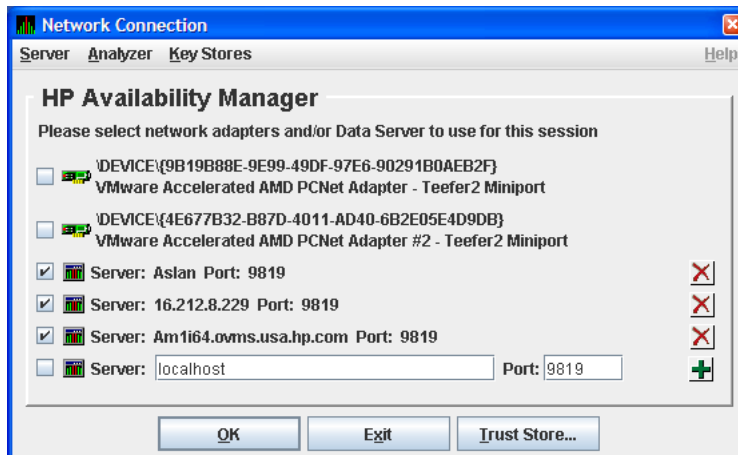 Network Connection
Server Analyzer Key Stores Help
HP Availability Manager
Please select network adapters and/or Data Server to use for this session
\DEVICE\{9B19B88E-9E99-49DF-97E6-90291B0AEB2F}
VMware Accelerated AMD PCNet Adapter - Teefer2 Miniport
\DEVICE\{4E677B32-B87D-4011-AD40-6B2E05E4D9DB}
VMware Accelerated AMD PCNet Adapter #2 - Teefer2 Miniport
Server: Aslan Port: 9819
Server: 16.212.8.229 Port: 9819
Server: Am1i64.ovms.usa.hp.com Port: 9819
Server: localhost Port: 9819
OK Exit Trust Store...